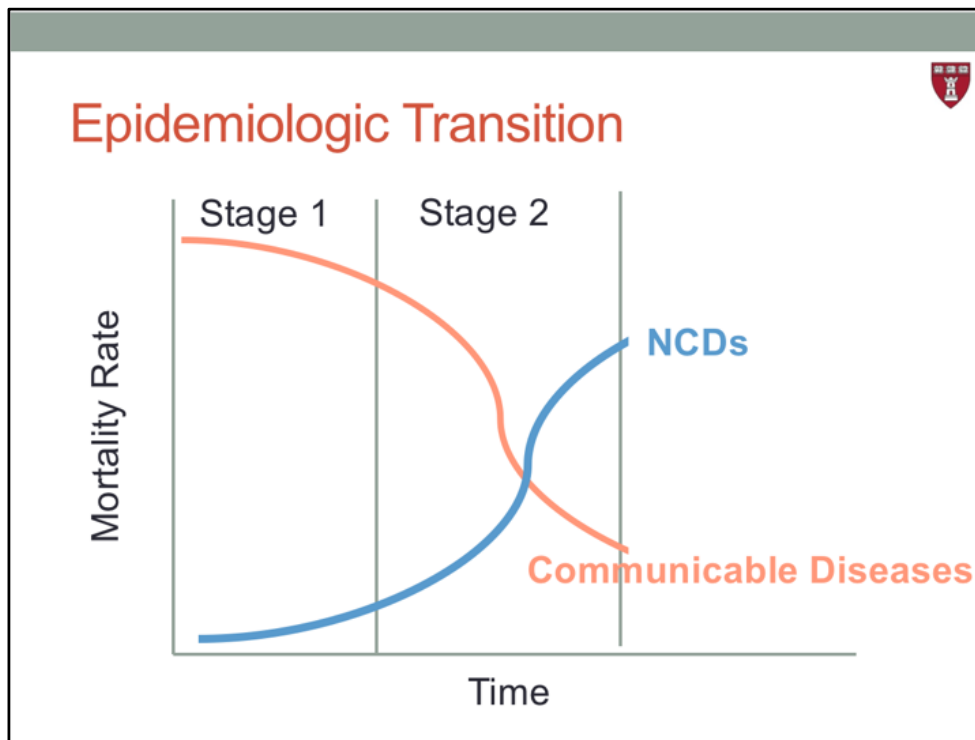 Epidemiologic Transition
Stage 1
Stage 2
Mortality Rate
NCDs
Communicable Diseases
Time